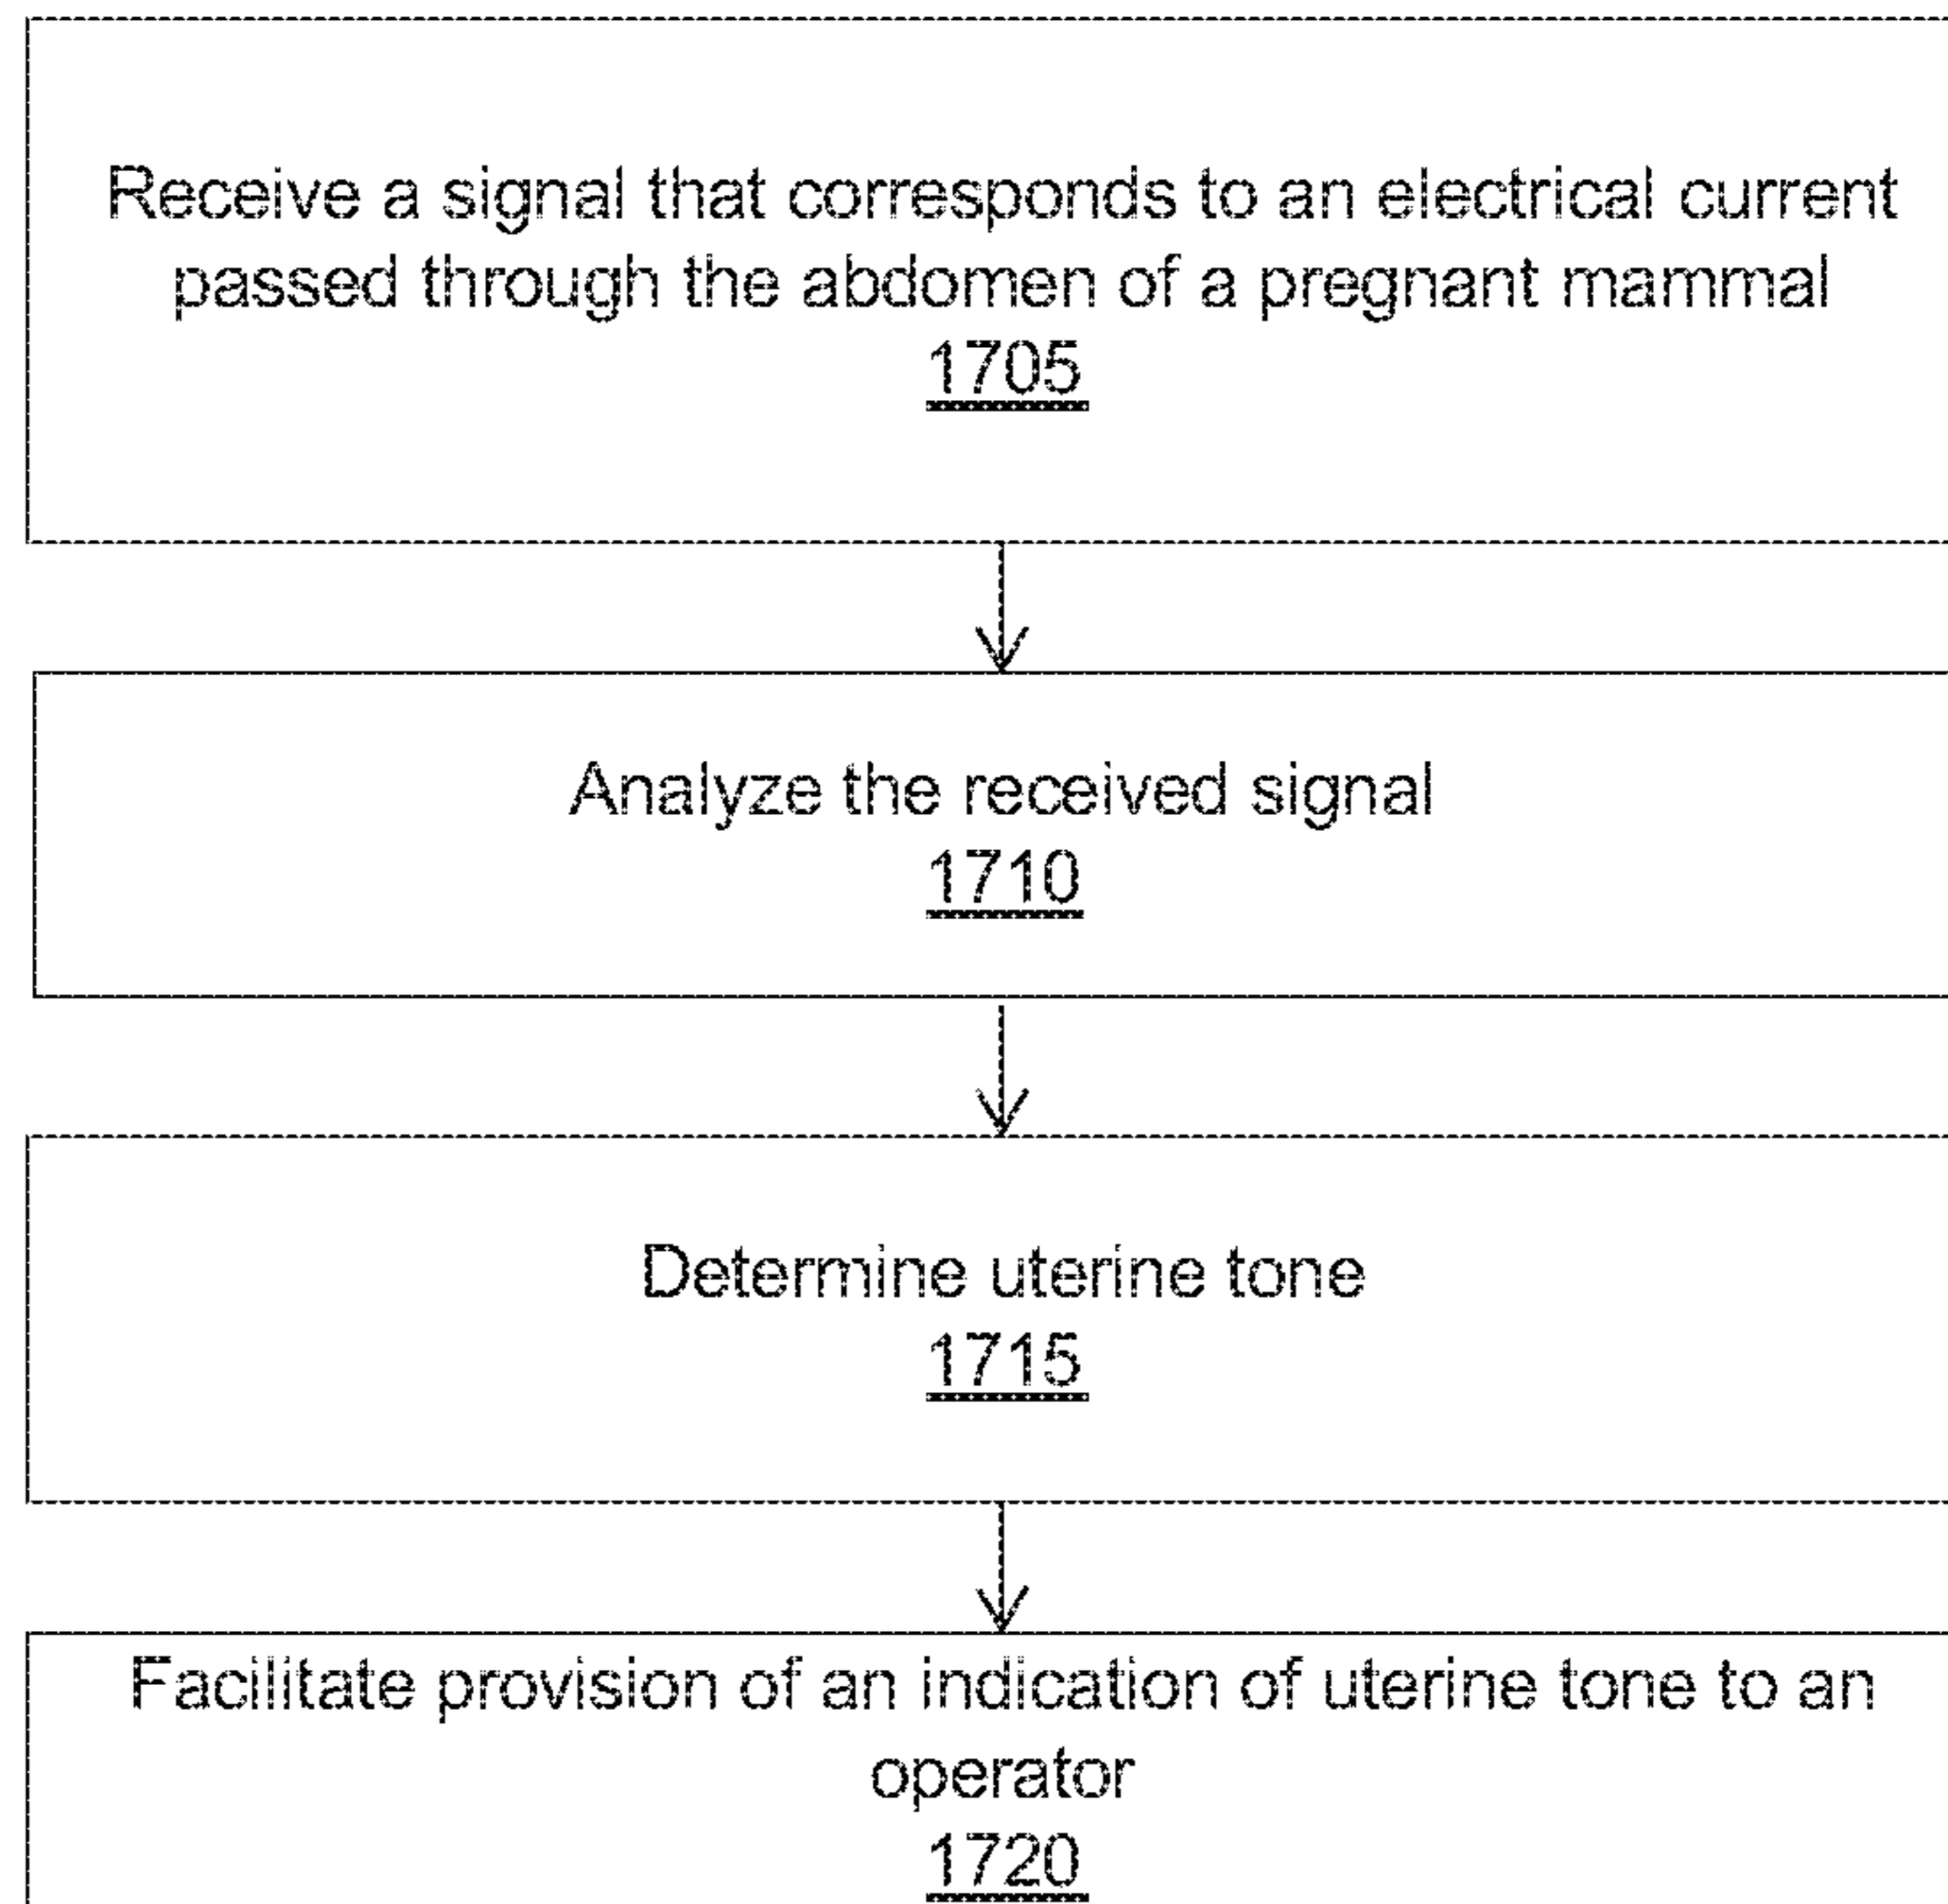 Receive a signal that corresponds to an electrical current
passed through the abdomen of a pregnant mammal
1705
Analyze the received signal
1710
Determine uterine tone
1715
Facilitate provision of an indication of uterine tone to an
operator
1720